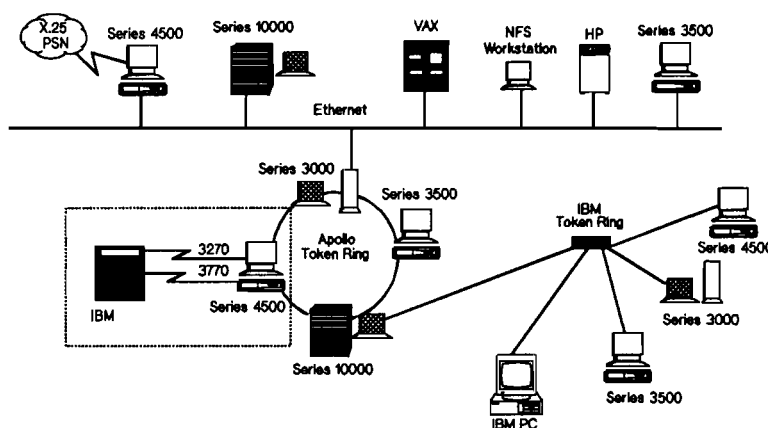 X.25
PSN
Series 4500
Series 10000
VAX
NFS
Workstation
HP
Series 3500
Ethernet
Series 3000
Series 3500
Apollo
Token Ring
IBM
Token Ring
Series 4500
3270
3770
IBM
Series 4500
Series 3000
Series 10000
Series 3500
IBM PC